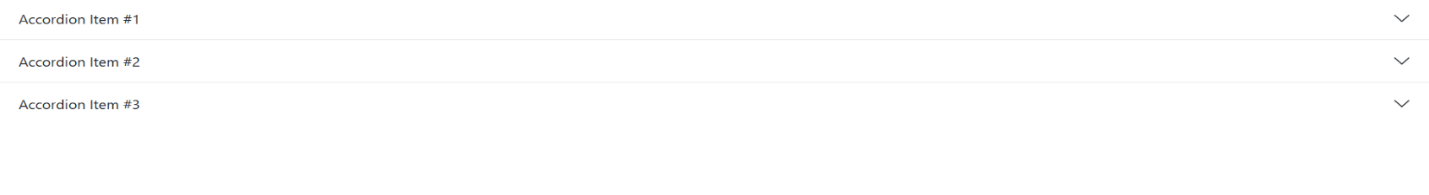 Accordion Item #1
Accordion Item #2
Accordion Item #3